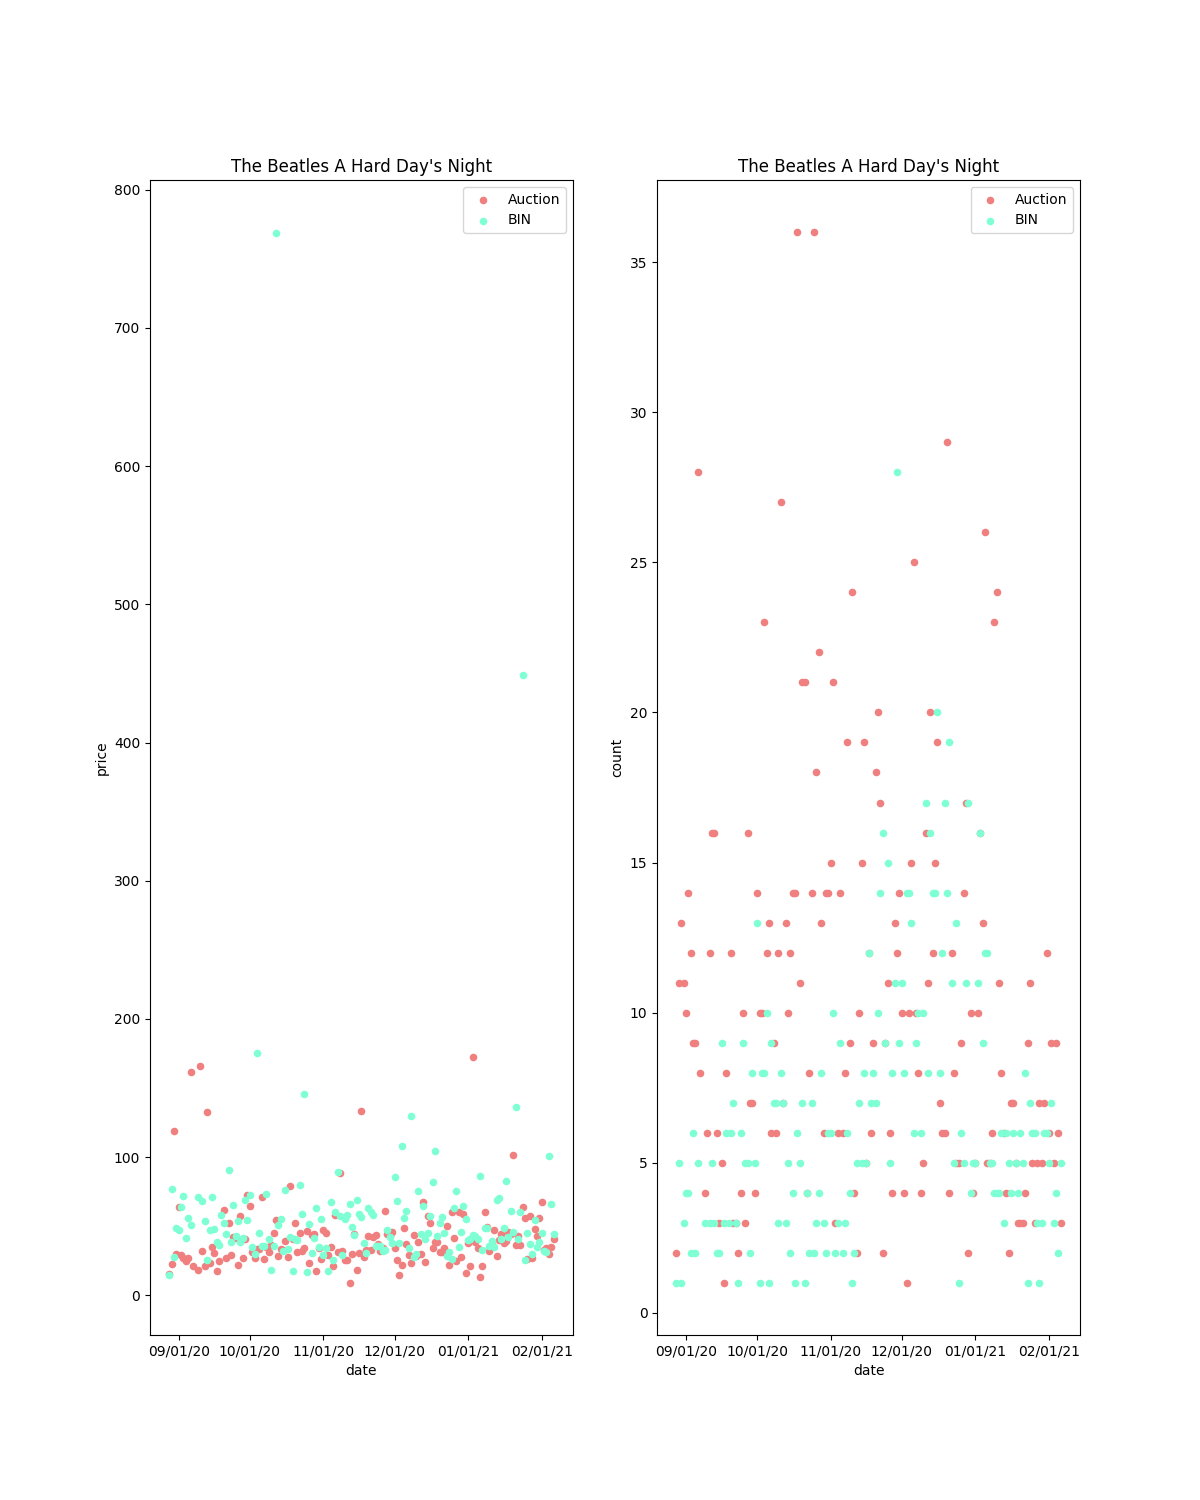 The Beatles A Hard Day's Night
Auction
BIN
800
700
600
500
400
300
200
100
0
price
09/01/20 10/01/20 11/01/20 12/01/20 01/01/21 02/01/21
date
The Beatles A Hard Day's Night
Auction
BIN
35
30
25
20
15
10
5
0
count
09/01/20 10/01/20 11/01/20 12/01/20 01/01/21 02/01/21
date